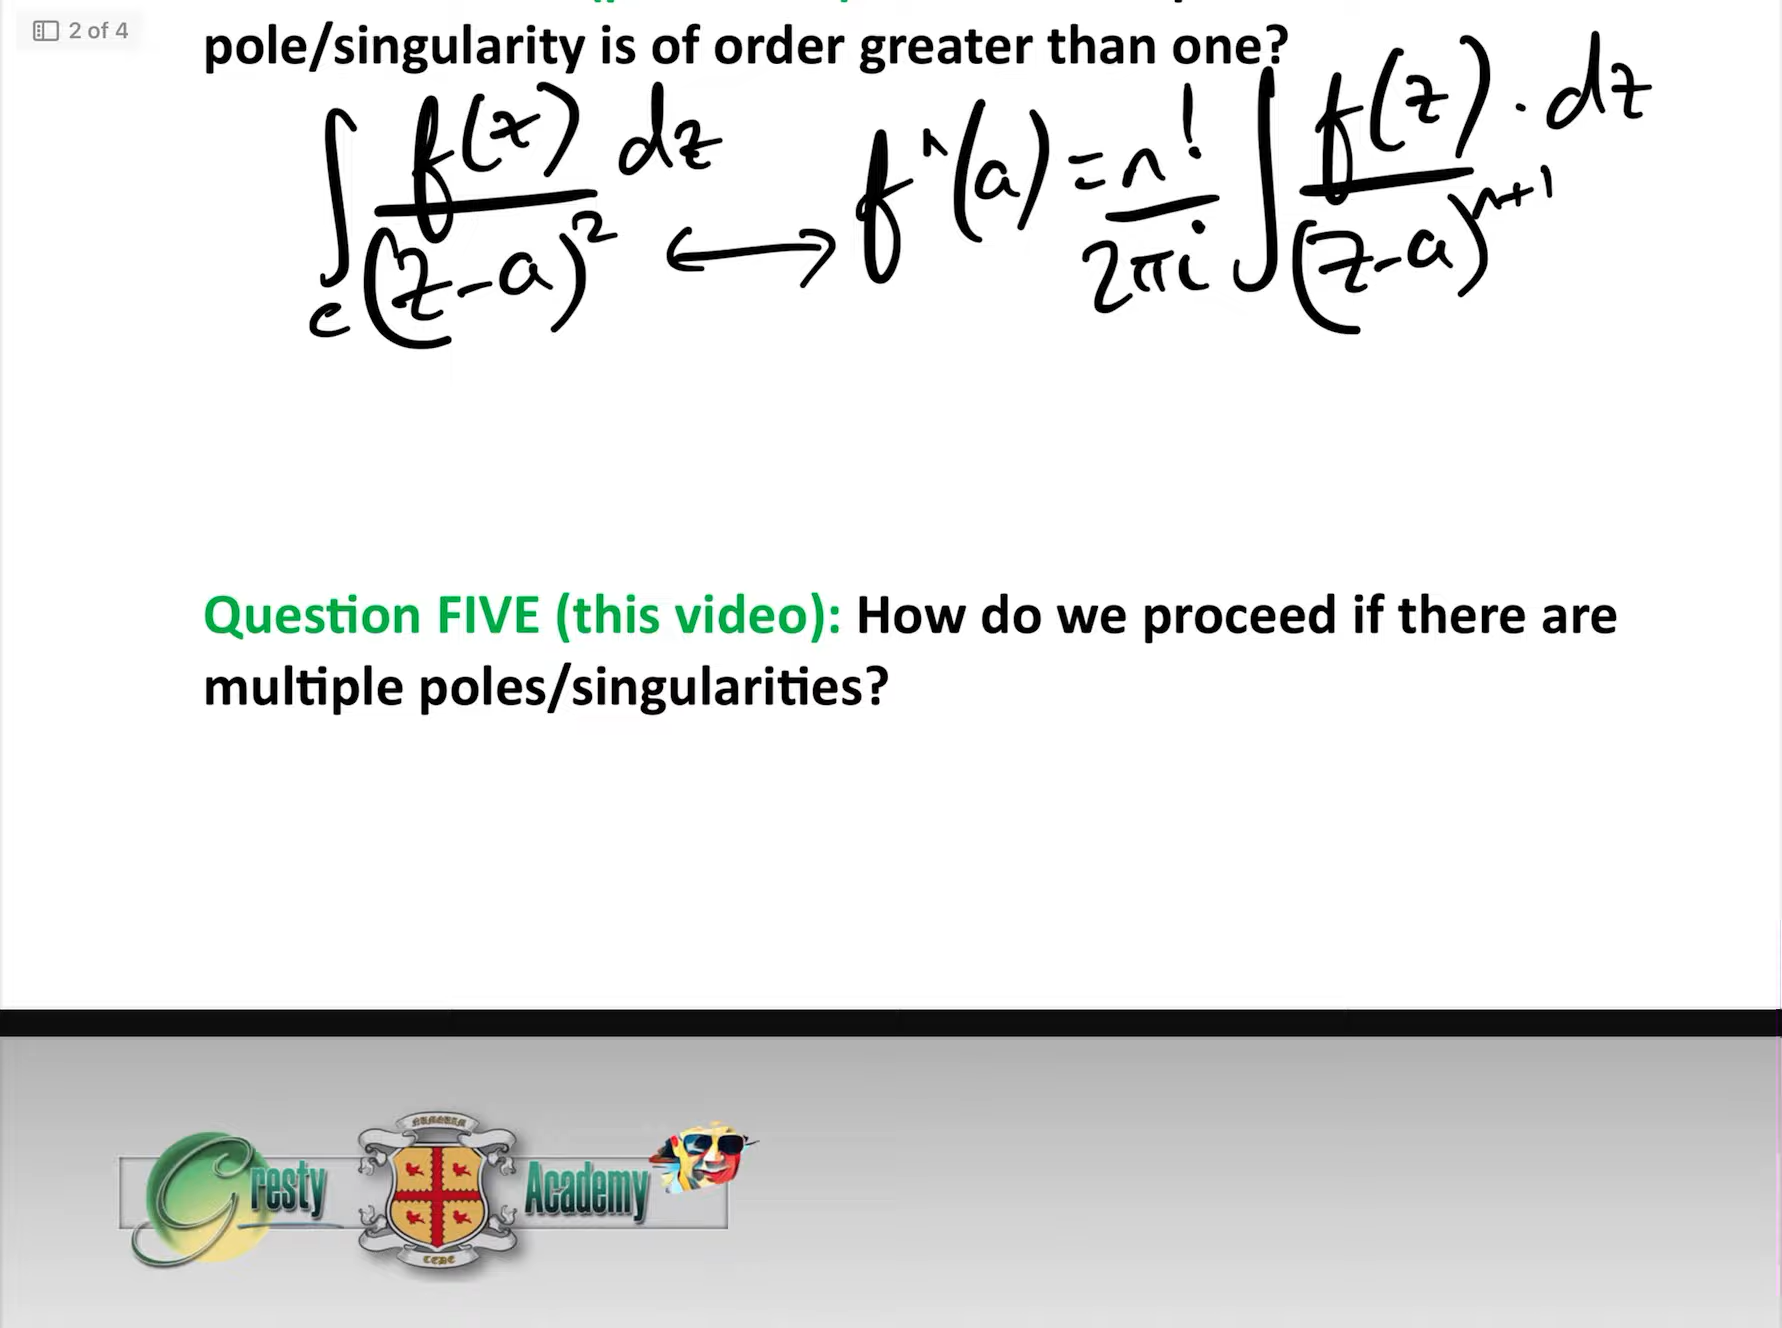 2 of 4
pole/singularity is of order greater than one?
∫c f(z)/(z-a)² dz ⟷ fⁿ(a) = n!/2πi ∫ f(z)/(z-a)ⁿ⁺¹ · dz
Question FIVE (this video): How do we proceed if there are
multiple poles/singularities?
Gresty Academy